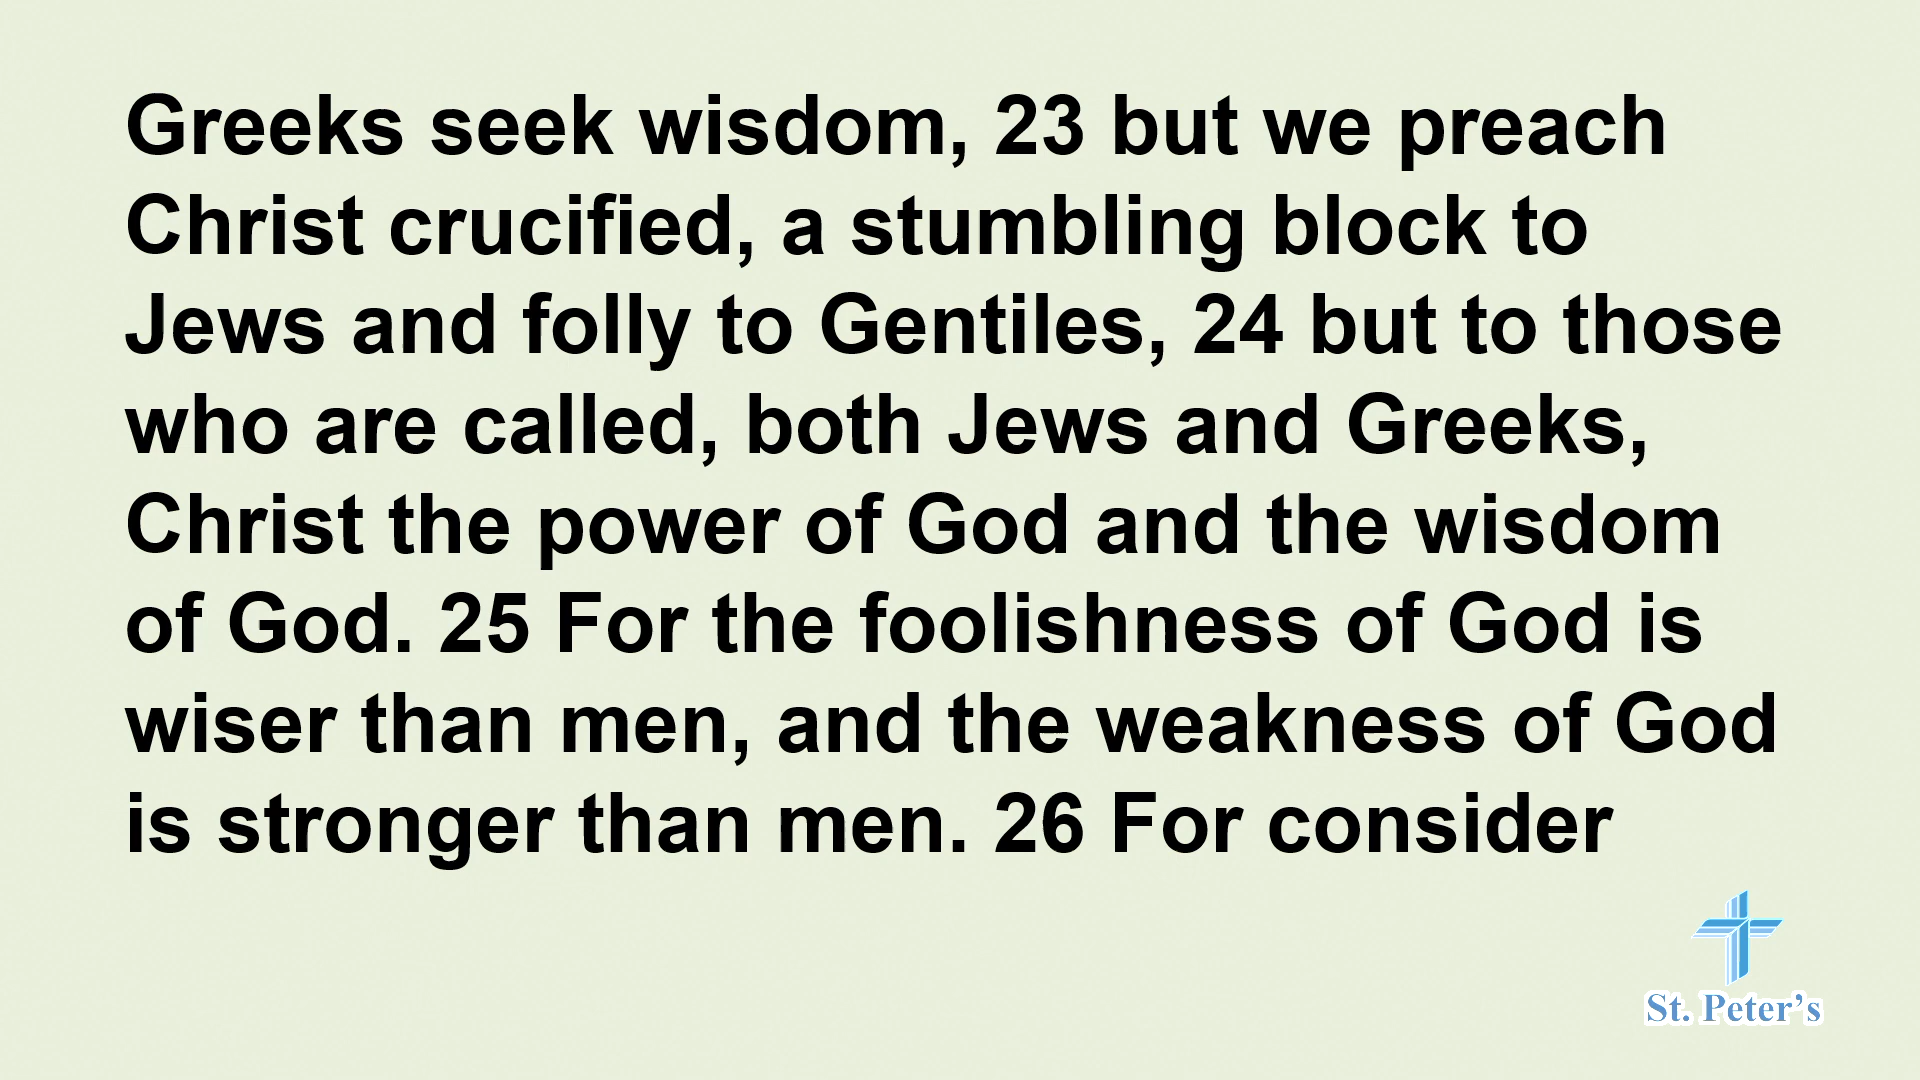 Greeks seek wisdom, 23 but we preach
Christ crucified, a stumbling block to
Jews and folly to Gentiles, 24 but to those
who are called, both Jews and Greeks,
Christ the power of God and the wisdom
of God. 25 For the foolishness of God is
wiser than men, and the weakness of God
is stronger than men. 26 For consider
St. Peter’s